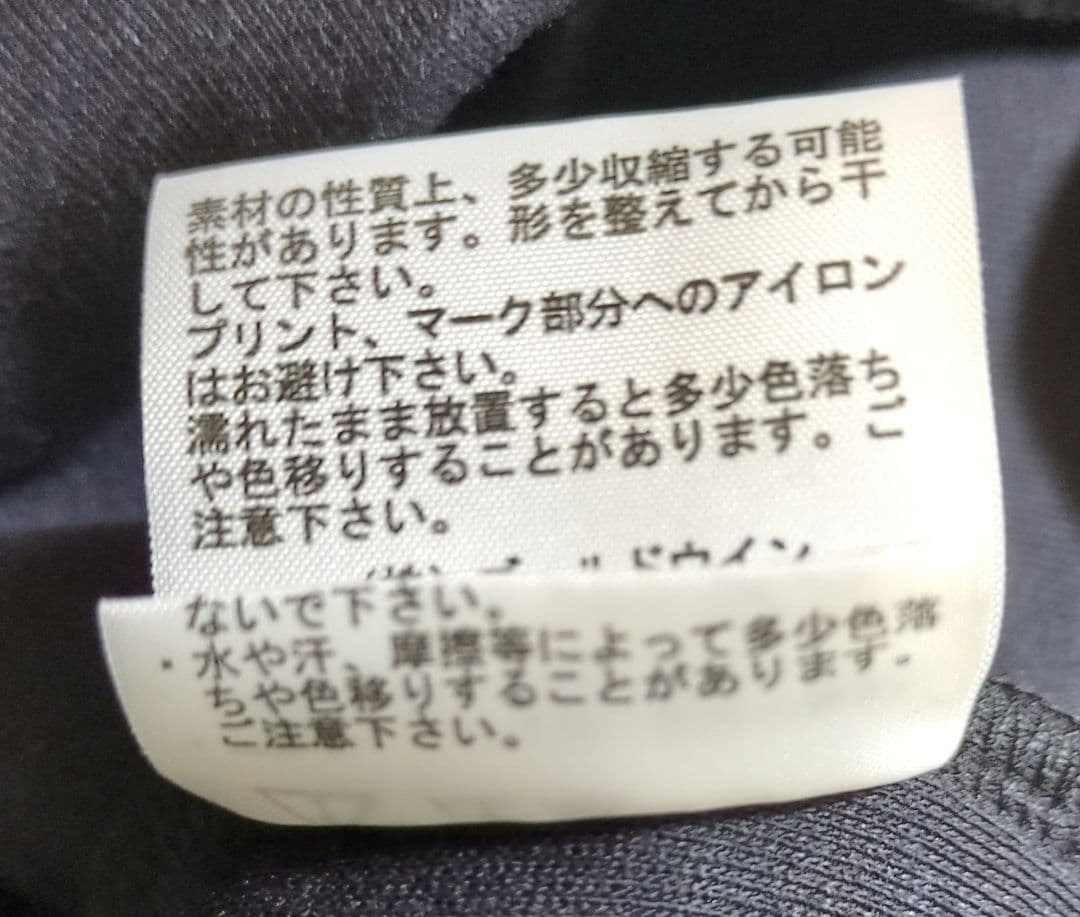 素材の性質上、多少収縮する可能
性があります。形を整えてから干
して下さい。
プリント、マーク部分へのアイロン
はお避け下さい。
濡れたまま放置すると多少色落ち
や色移りすることがあります。ご
注意下さい。
ールドウイン
ないで下さい。
・水や汗、摩擦等によって多少色落
ちや色移りすることがあります。
ご注意下さい。